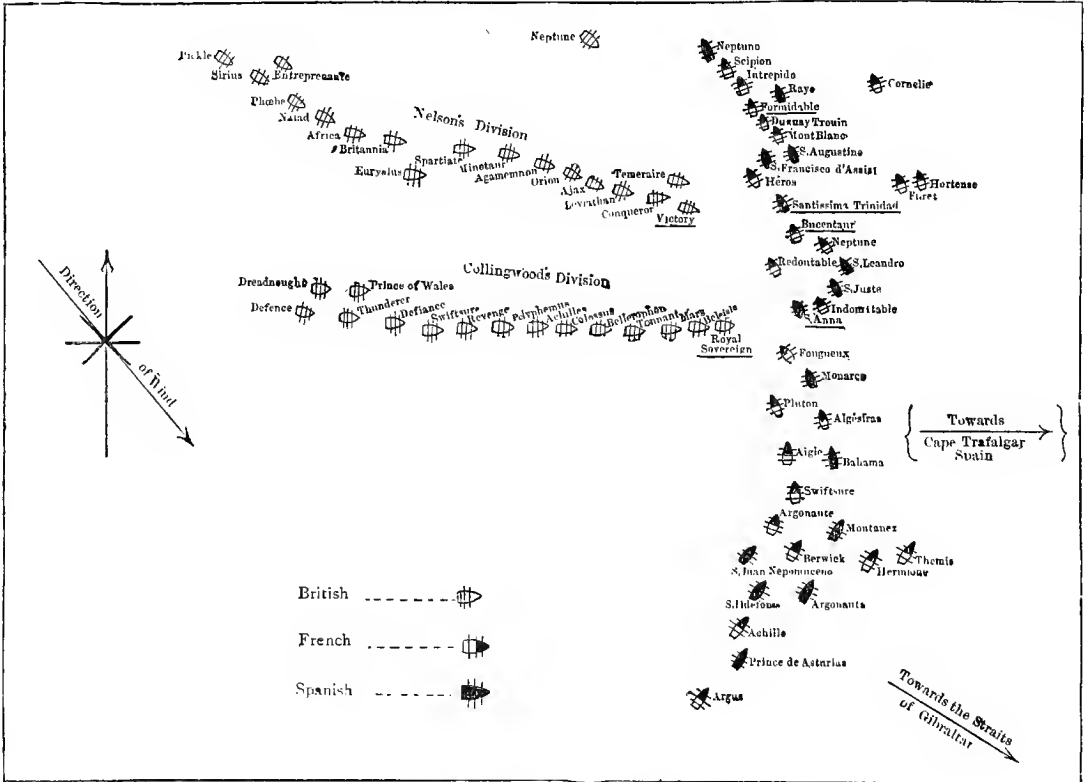 Neptune
Pickle
Sirius
Entreprenante
Phœbe
Naiad
Africa
Britannia
Euryalus
Nelson's Division
Spartiate
Minotaur
Agamemnon
Orion
Ajax
Leviathan
Temeraire
Conqueror
Victory
Collingwood's Division
Dreadnought
Prince of Wales
Defence
Thunderer
Defiance
Swiftsure
Revenge
Polyphemus
Achilles
Colossus
Bellerophon
Tonnant
Mars
Beleisle
Royal
Sovereign
Direction
of Wind
Neptuno
Scipion
Intrepido
Rayo
Cornelie
Formidable
Duguay Trouin
Mont Blanc
S. Augustino
S. Francisco d'Assisi
Héros
Hortense
Furet
Santissima Trinidad
Bucentaur
Neptune
Redoutable
S. Leandro
S. Juste
Indomitable
S. Anna
Fougueux
Monarca
Pluton
Algésiras
Towards
Cape Trafalgar
Spain
Aigle
Bahama
Swiftsure
Argonaute
Montanez
Berwick
Themis
Hermione
S. Juan Nepomuceno
S. Ildefonso
Argonauta
Achille
Prince de Asturias
Argus
British
French
Spanish
Towards the Straits
of Gibraltar